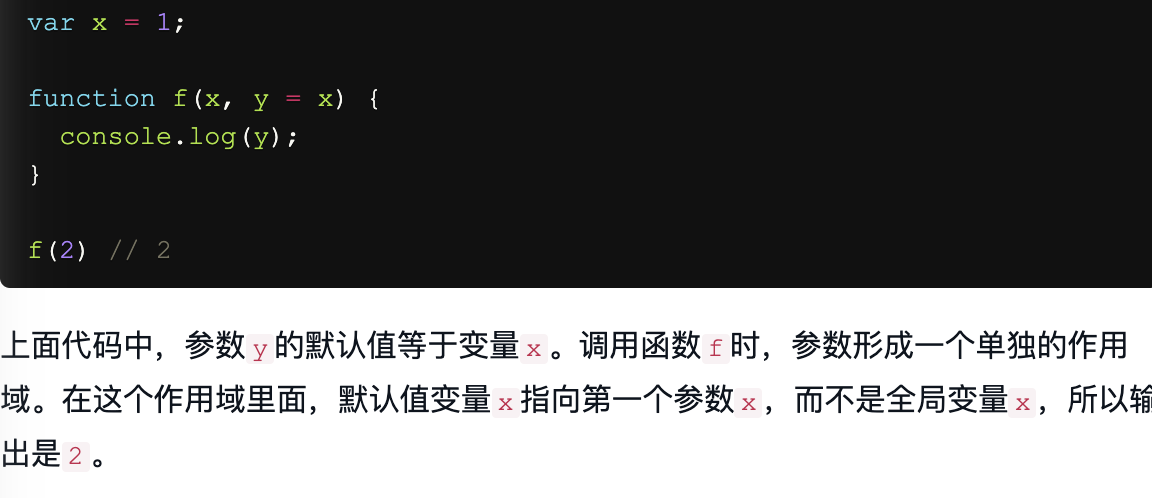 var x = 1;
function f(x, y = x) {
  console.log(y);
}
f(2) // 2
上面代码中，参数y的默认值等于变量x。调用函数f时，参数形成一个单独的作用
域。在这个作用域里面，默认值变量x指向第一个参数x，而不是全局变量x，所以输
出是2。